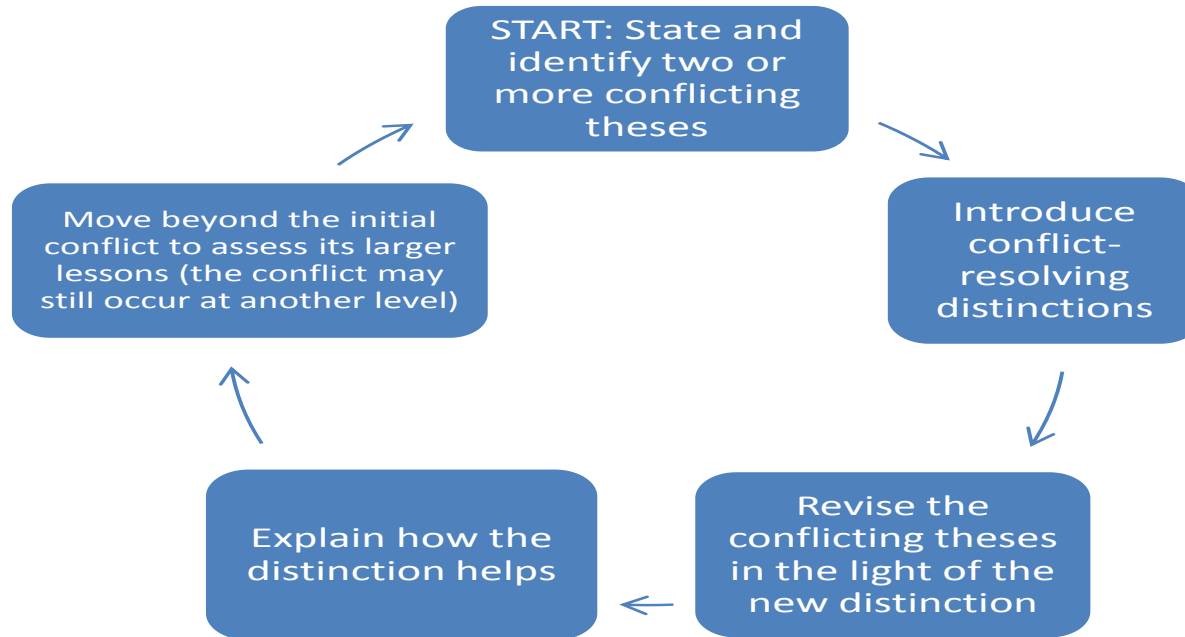 START: State and
identify two or
more conflicting
theses
Introduce
conflict-
resolving
distinctions
Revise the
conflicting theses
in the light of the
new distinction
Explain how the
distinction helps
Move beyond the initial
conflict to assess its larger
lessons (the conflict may
still occur at another level)